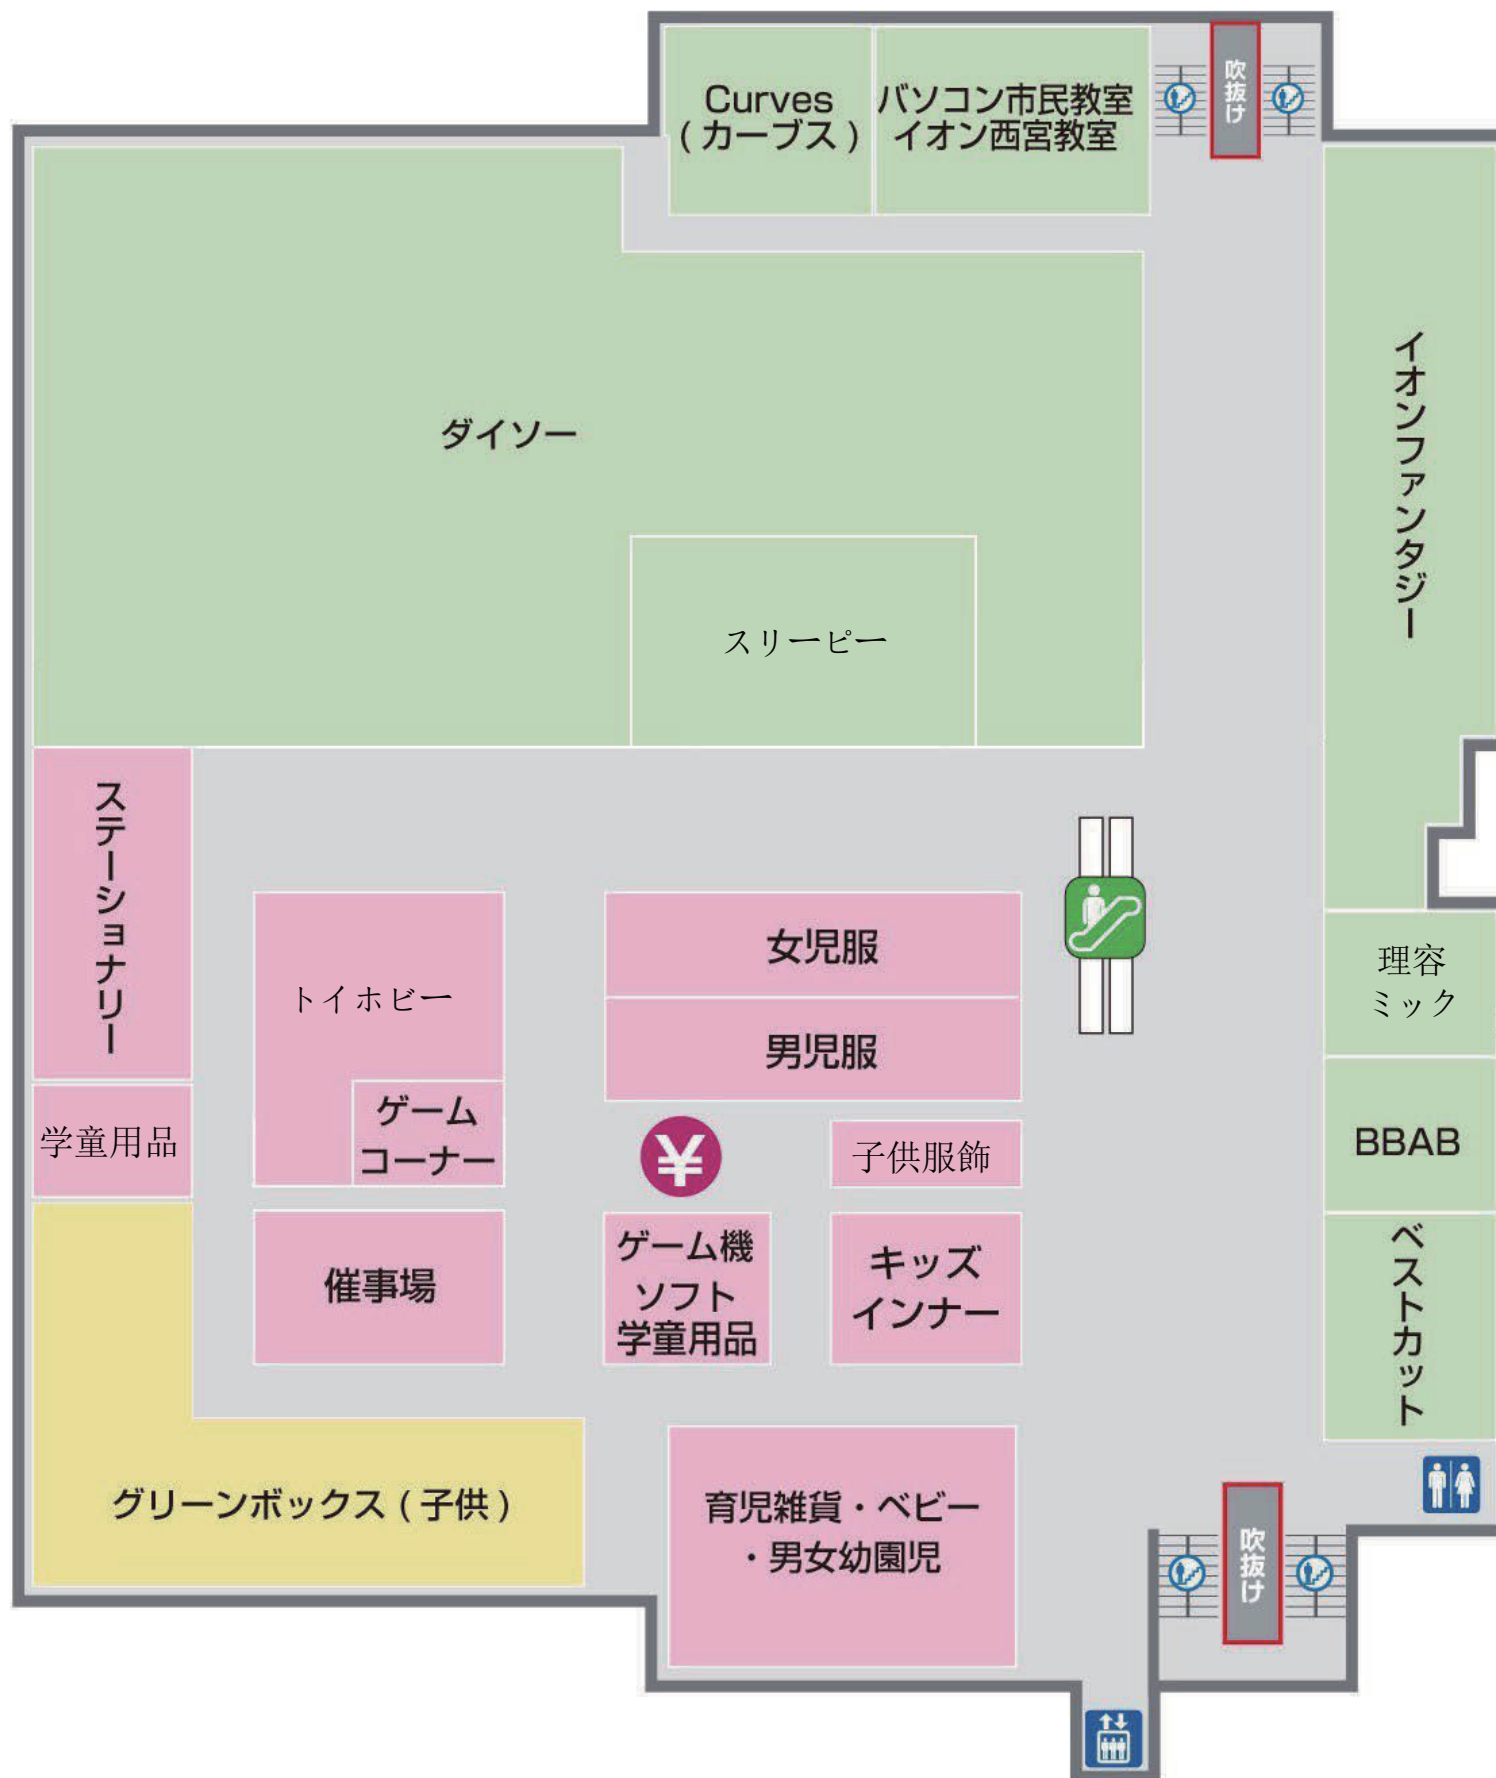 Curves
(カーブス)
パソコン市民教室
イオン西宮教室
吹抜け
イオンファンタジー
ダイソー
スリーピー
ステーショナリー
トイホビー
女児服
男児服
理容
ミック
学童用品
ゲーム
コーナー
¥
子供服飾
BBAB
催事場
ゲーム機
ソフト
学童用品
キッズ
インナー
ベストカット
グリーンボックス(子供)
育児雑貨・ベビー
・男女幼園児
吹抜け